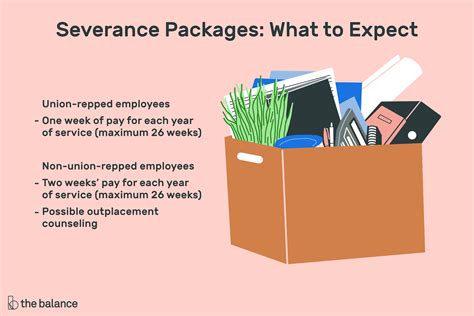 Severance Packages: What to Expect
Union-repped employees
- One week of pay for each year
of service (maximum 26 weeks)
Non-union-repped employees
- Two weeks' pay for each year
of service (maximum 26 weeks)
- Possible outplacement
counseling
the balance